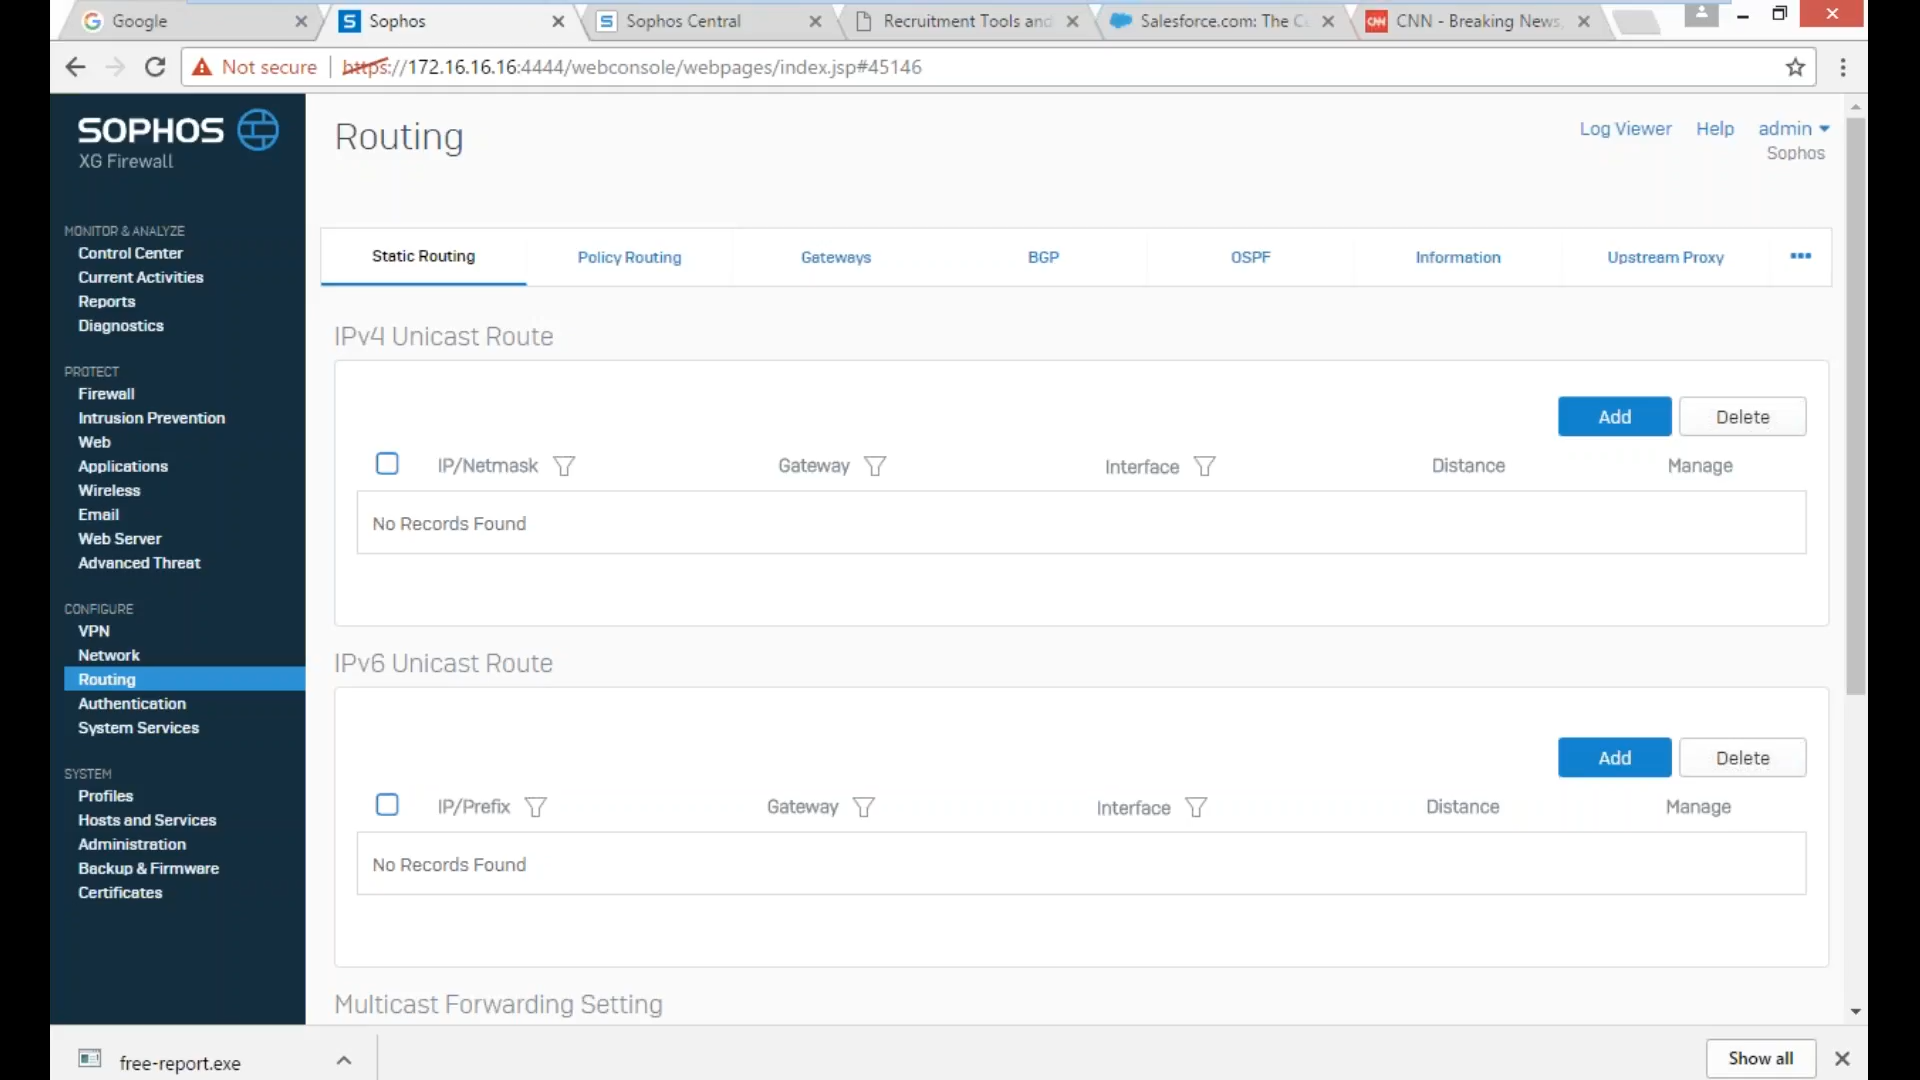 Google
Sophos
Sophos Central
Recruitment Tools and
Salesforce.com: The C
CNN - Breaking News,
Not secure
https://172.16.16.16:4444/webconsole/webpages/index.jsp#45146
SOPHOS
XG Firewall
MONITOR & ANALYZE
Control Center
Current Activities
Reports
Diagnostics
PROTECT
Firewall
Intrusion Prevention
Web
Applications
Wireless
Email
Web Server
Advanced Threat
CONFIGURE
VPN
Network
Routing
Authentication
System Services
SYSTEM
Profiles
Hosts and Services
Administration
Backup & Firmware
Certificates
Routing
Log Viewer Help admin
Sophos
Static Routing Policy Routing Gateways BGP OSPF Information Upstream Proxy
IPv4 Unicast Route
Add Delete
IP/Netmask Gateway Interface Distance Manage
No Records Found
IPv6 Unicast Route
Add Delete
IP/Prefix Gateway Interface Distance Manage
No Records Found
Multicast Forwarding Setting
free-report.exe
Show all